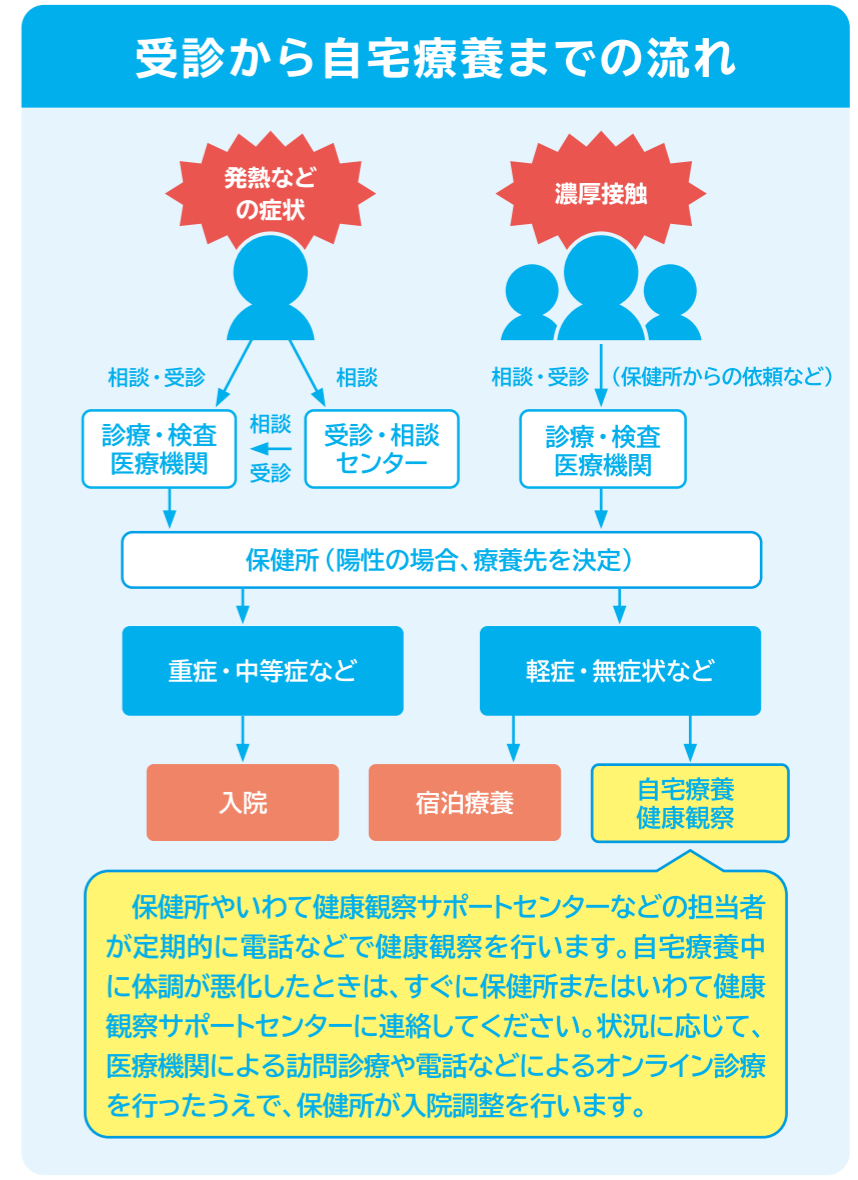 受診から自宅療養までの流れ
発熱など
の症状
濃厚接触
相談・受診
相談
相談・受診
（保健所からの依頼など）
診療・検査
医療機関
相談
受診
受診・相談
センター
診療・検査
医療機関
保健所（陽性の場合、療養先を決定）
重症・中等症など
軽症・無症状など
入院
宿泊療養
自宅療養
健康観察
保健所やいわて健康観察サポートセンターなどの担当者
が定期的に電話などで健康観察を行います。自宅療養中
に体調が悪化したときは、すぐに保健所またはいわて健康
観察サポートセンターに連絡してください。状況に応じて、
医療機関による訪問診療や電話などによるオンライン診療
を行ったうえで、保健所が入院調整を行います。